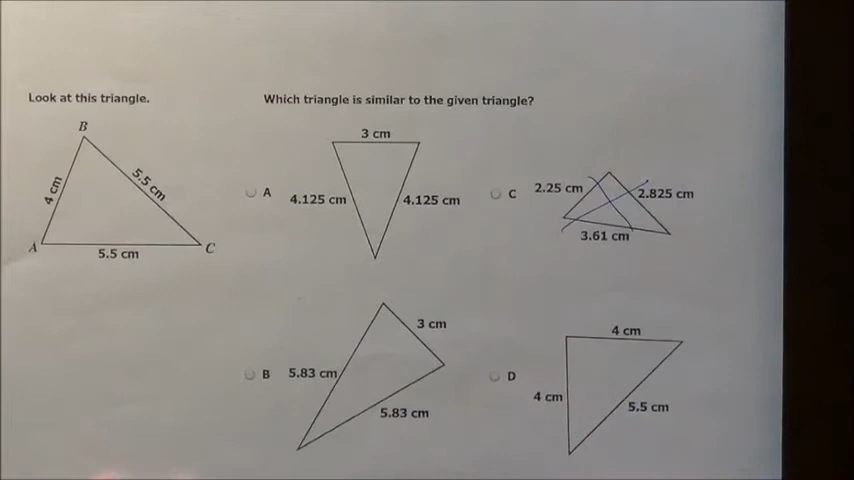 Look at this triangle.
Which triangle is similar to the given triangle?
B
4 cm
5.5 cm
A
C
5.5 cm
A
3 cm
4.125 cm
4.125 cm
C
2.25 cm
2.825 cm
3.61 cm
B
3 cm
5.83 cm
5.83 cm
D
4 cm
4 cm
5.5 cm